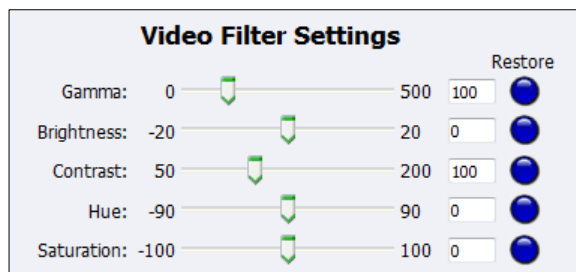 Video Filter Settings
Restore
Gamma: 0 500 100
Brightness: -20 20 0
Contrast: 50 200 100
Hue: -90 90 0
Saturation: -100 100 0